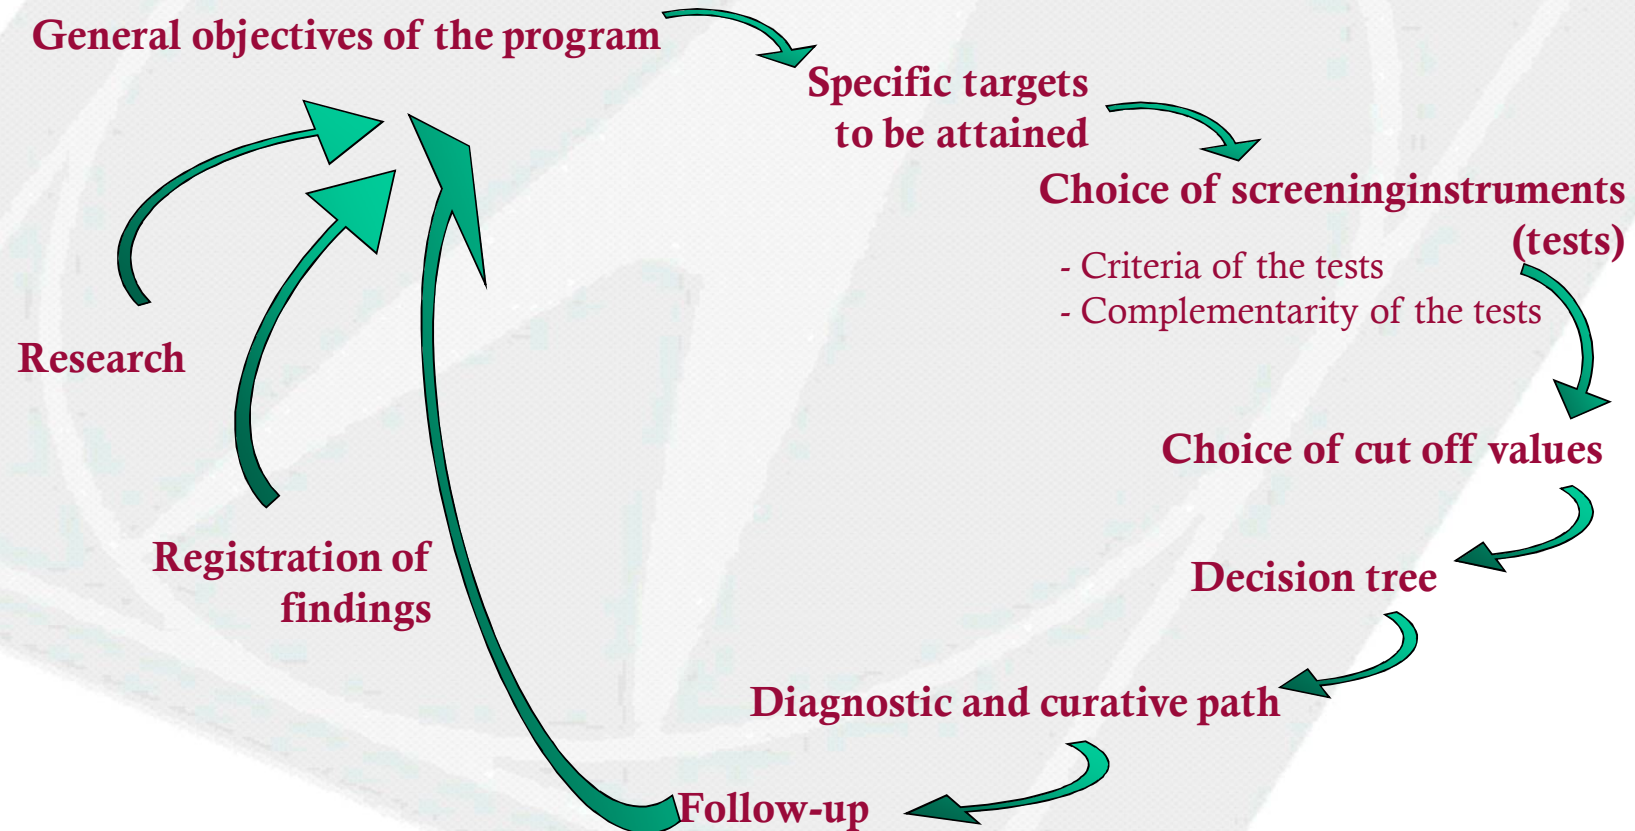 General objectives of the program
Specific targets
to be attained
Choice of screeninginstruments
(tests)
- Criteria of the tests
- Complementarity of the tests
Choice of cut off values
Decision tree
Diagnostic and curative path
Follow-up
Registration of
findings
Research